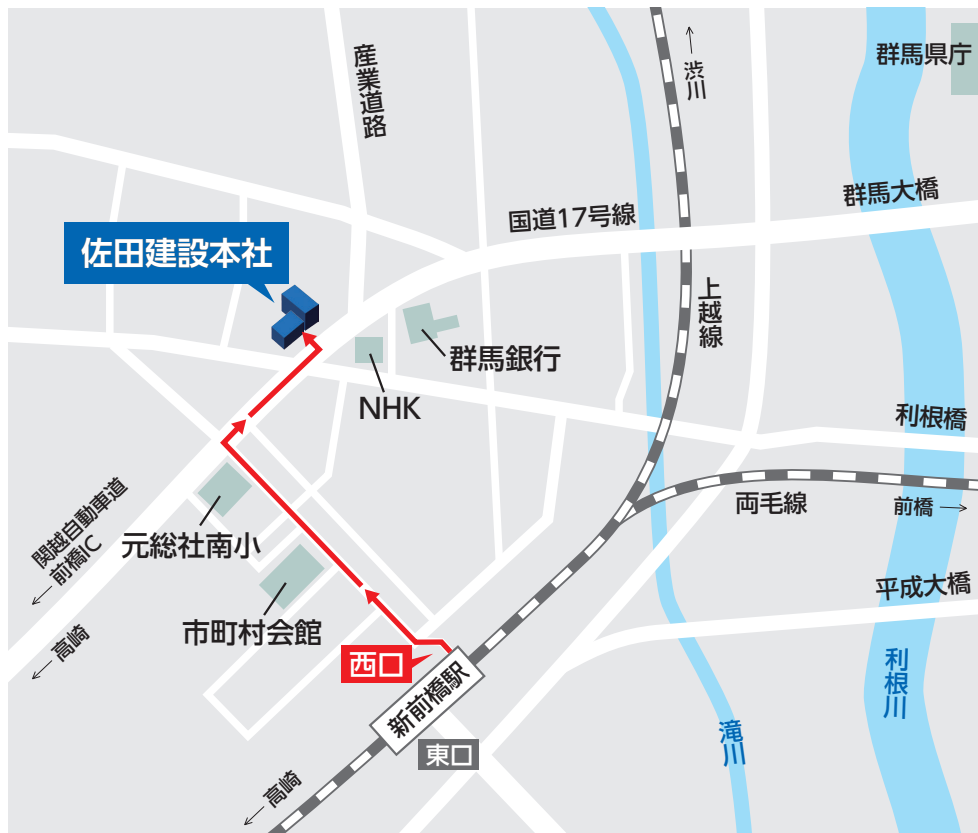 群馬県庁
産業道路
渋川
群馬大橋
国道17号線
佐田建設本社
上越線
群馬銀行
NHK
利根橋
関越自動車道
前橋IC
両毛線
前橋
元総社南小
平成大橋
高崎
市町村会館
西口
利根川
新前橋駅
滝川
東口
高崎